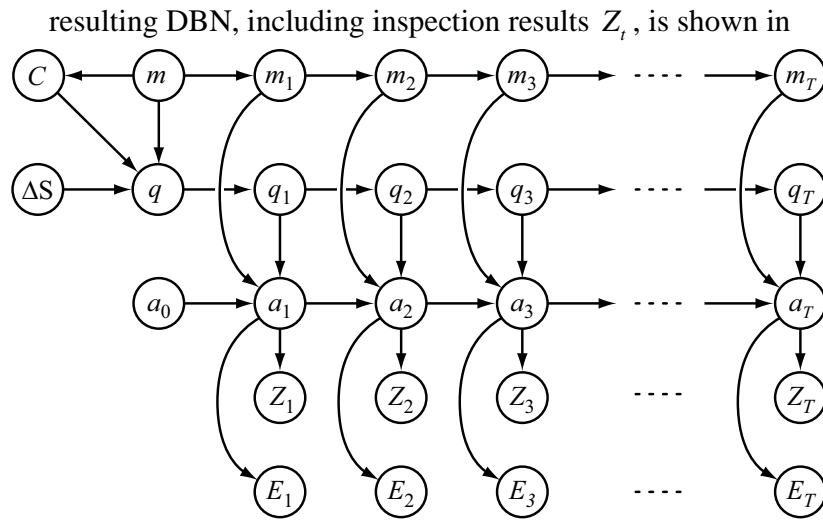 resulting DBN, including inspection results Z_t, is shown in
C m m_1 m_2 m_3 ---- m_T
ΔS q q_1 q_2 q_3 ---- q_T
a_0 a_1 a_2 a_3 ---- a_T
Z_1 Z_2 Z_3 ---- Z_T
E_1 E_2 E_3 ---- E_T